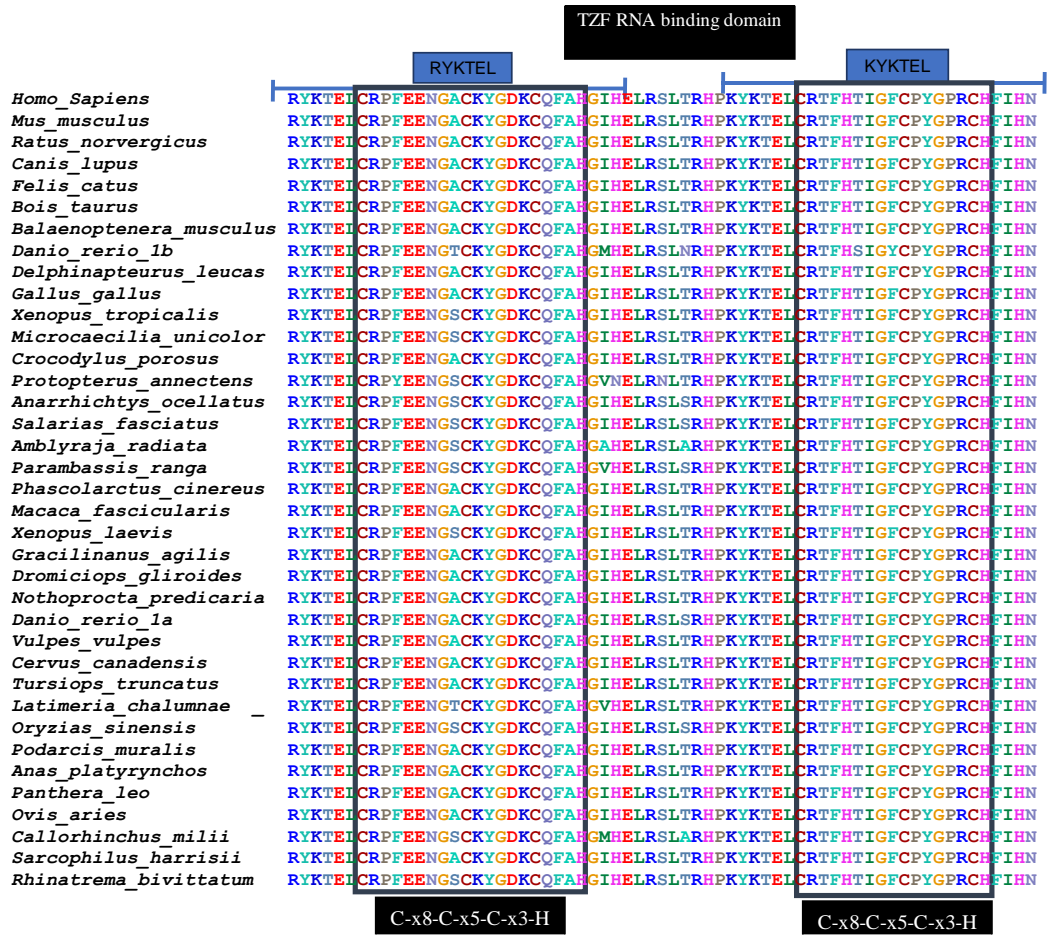 TZF RNA binding domain
RYKTEL KYKTEL
Homo_Sapiens RYKTELCRPFEENGACKYGDKCQFAHGIHELRSLTRHPKYKTELCRTFHTIGFCPYGPRCHFIHN
Mus_musculus RYKTELCRPFEENGACKYGDKCQFAHGIHELRSLTRHPKYKTELCRTFHTIGFCPYGPRCHFIHN
Ratus_norvergicus RYKTELCRPFEENGACKYGDKCQFAHGIHELRSLTRHPKYKTELCRTFHTIGFCPYGPRCHFIHN
Canis_lupus RYKTELCRPFEENGACKYGDKCQFAHGIHELRSLTRHPKYKTELCRTFHTIGFCPYGPRCHFIHN
Felis_catus RYKTELCRPFEENGACKYGDKCQFAHGIHELRSLTRHPKYKTELCRTFHTIGFCPYGPRCHFIHN
Bois_taurus RYKTELCRPFEENGACKYGDKCQFAHGIHELRSLTRHPKYKTELCRTFHTIGFCPYGPRCHFIHN
Balaenoptenera_musculus RYKTELCRPFEENGACKYGDKCQFAHGIHELRSLTRHPKYKTELCRTFHTIGFCPYGPRCHFIHN
Danio_rerio_1b RYKTELCRPFEENGTCKYGDKCQFAHGMHELRSLNRHPKYKTELCRTFHSIGYCPYGPRCHFIHN
Delphinapteurus_leucas RYKTELCRPFEENGACKYGDKCQFAHGIHELRSLTRHPKYKTELCRTFHTIGFCPYGPRCHFIHN
Gallus_gallus RYKTELCRPFEENGACKYGDKCQFAHGIHELRSLTRHPKYKTELCRTFHTIGFCPYGPRCHFIHN
Xenopus_tropicalis RYKTELCRPFEENGSCKYGDKCQFAHGIHELRSLTRHPKYKTELCRTFHTIGFCPYGPRCHFIHN
Microcaecilia_unicolor RYKTELCRPFEENGSCKYGDKCQFAHGIHELRSLTRHPKYKTELCRTFHTIGFCPYGPRCHFIHN
Crocodylus_porosus RYKTELCRPFEENGACKYGDKCQFAHGIHELRSLTRHPKYKTELCRTFHTIGFCPYGPRCHFIHN
Protopterus_annectens RYKTELCRPYEENGSCKYGDKCQFAHGVNELRNLTRHPKYKTELCRTFHTIGFCPYGPRCHFIHN
Anarrhichtys_ocellatus RYKTELCRPFEENGSCKYGDKCQFAHGIHELRSLSRHPKYKTELCRTFHTIGFCPYGPRCHFIHN
Salarias_fasciatus RYKTELCRPFEENGSCKYGDKCQFAHGIHELRSLSRHPKYKTELCRTFHTIGFCPYGPRCHFIHN
Amblyraja_radiata RYKTELCRPFEENGSCKYGDKCQFAHGAHELRSLARHPKYKTELCRTFHTIGFCPYGPRCHFIHN
Parambassis_ranga RYKTELCRPFEENGSCKYGDKCQFAHGVHELRSLSRHPKYKTELCRTFHTIGFCPYGPRCHFIHN
Phascolarctus_cinereus RYKTELCRPFEENGACKYGDKCQFAHGIHELRSLTRHPKYKTELCRTFHTIGFCPYGPRCHFIHN
Macaca_fascicularis RYKTELCRPFEENGACKYGDKCQFAHGIHELRSLTRHPKYKTELCRTFHTIGFCPYGPRCHFIHN
Xenopus_laevis RYKTELCRPFEENGSCKYGDKCQFAHGIHELRSLTRHPKYKTELCRTFHTIGFCPYGPRCHFIHN
Gracilinanus_agilis RYKTELCRPFEENGACKYGDKCQFAHGIHELRSLTRHPKYKTELCRTFHTIGFCPYGPRCHFIHN
Dromiciops_gliroides RYKTELCRPFEENGACKYGDKCQFAHGIHELRSLTRHPKYKTELCRTFHTIGFCPYGPRCHFIHN
Nothoprocta_predicaria RYKTELCRPFEENGACKYGDKCQFAHGIHELRSLTRHPKYKTELCRTFHTIGFCPYGPRCHFIHN
Danio_rerio_1a RYKTELCRPFEENGSCKYGDKCQFAHGIHELRSLSRHPKYKTELCRTFHTIGFCPYGPRCHFIHN
Vulpes_vulpes RYKTELCRPFEENGACKYGDKCQFAHGIHELRSLTRHPKYKTELCRTFHTIGFCPYGPRCHFIHN
Cervus_canadensis RYKTELCRPFEENGACKYGDKCQFAHGIHELRSLTRHPKYKTELCRTFHTIGFCPYGPRCHFIHN
Tursiops_truncatus RYKTELCRPFEENGACKYGDKCQFAHGIHELRSLTRHPKYKTELCRTFHTIGFCPYGPRCHFIHN
Latimeria_chalumnae _ RYKTELCRPFEENGTCKYGDKCQFAHGVHELRSLTRHPKYKTELCRTFHTIGFCPYGPRCHFIHN
Oryzias_sinensis RYKTELCRPFEENGSCKYGDKCQFAHGIHELRSLSRHPKYKTELCRTFHTIGFCPYGPRCHFIHN
Podarcis_muralis RYKTELCRPFEENGACKYGDKCQFAHGIHELRSLTRHPKYKTELCRTFHTIGFCPYGPRCHFIHN
Anas_platyrynchos RYKTELCRPFEENGACKYGDKCQFAHGIHELRSLTRHPKYKTELCRTFHTIGFCPYGPRCHFIHN
Panthera_leo RYKTELCRPFEENGACKYGDKCQFAHGIHELRSLTRHPKYKTELCRTFHTIGFCPYGPRCHFIHN
Ovis_aries RYKTELCRPFEENGACKYGDKCQFAHGIHELRSLTRHPKYKTELCRTFHTIGFCPYGPRCHFIHN
Callorhinchus_milii RYKTELCRPFEENGSCKYGDKCQFAHGMHELRSLARHPKYKTELCRTFHTIGFCPYGPRCHFIHN
Sarcophilus_harrisii RYKTELCRPFEENGACKYGDKCQFAHGIHELRSLTRHPKYKTELCRTFHTIGFCPYGPRCHFIHN
Rhinatrema_bivittatum RYKTELCRPFEENGSCKYGDKCQFAHGIHELRSLTRHPKYKTELCRTFHTIGFCPYGPRCHFIHN
C-x8-C-x5-C-x3-H C-x8-C-x5-C-x3-H